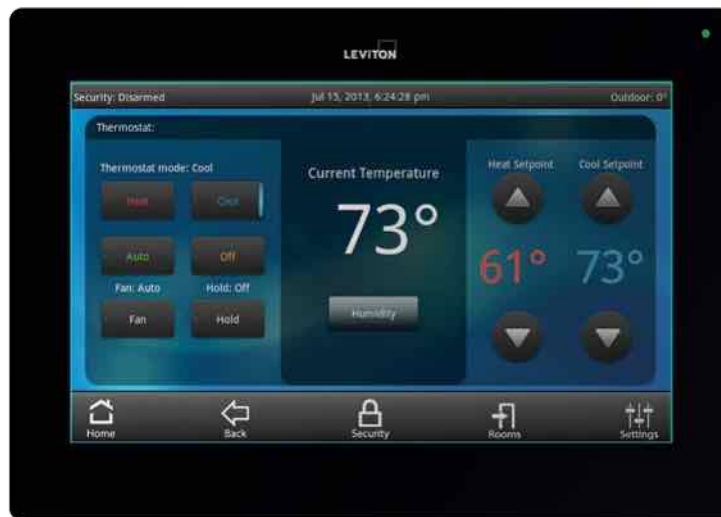 LEVITON
Security: Disarmed Jul 15, 2013, 6:24:28 pm Outdoor: 0°
Thermostat:
Thermostat mode: Cool
Heat Cool
Auto Off
Fan: Auto Hold: Off
Fan Hold
Current Temperature
73°
Humidity
Heat Setpoint Cool Setpoint
61° 73°
Home Back Security Rooms Settings